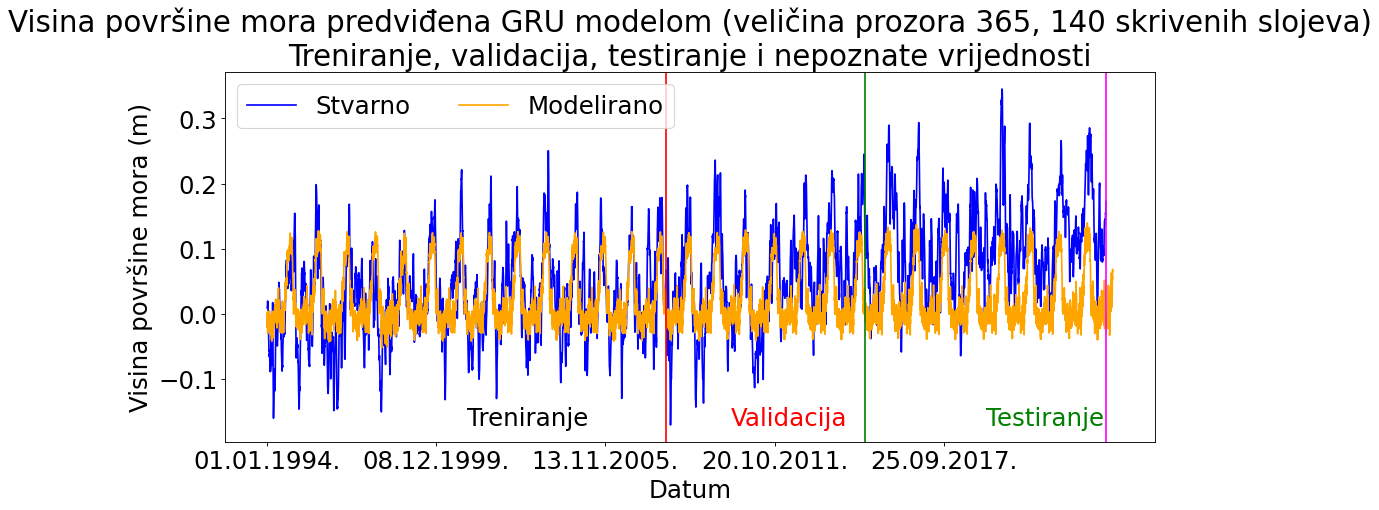 Visina površine mora predviđena GRU modelom (veličina prozora 365, 140 skrivenih slojeva)
Treniranje, validacija, testiranje i nepoznate vrijednosti
Stvarno Modelirano
Visina površine mora (m)
0.3
0.2
0.1
0.0
−0.1
Treniranje Validacija Testiranje
01.01.1994. 08.12.1999. 13.11.2005. 20.10.2011. 25.09.2017.
Datum